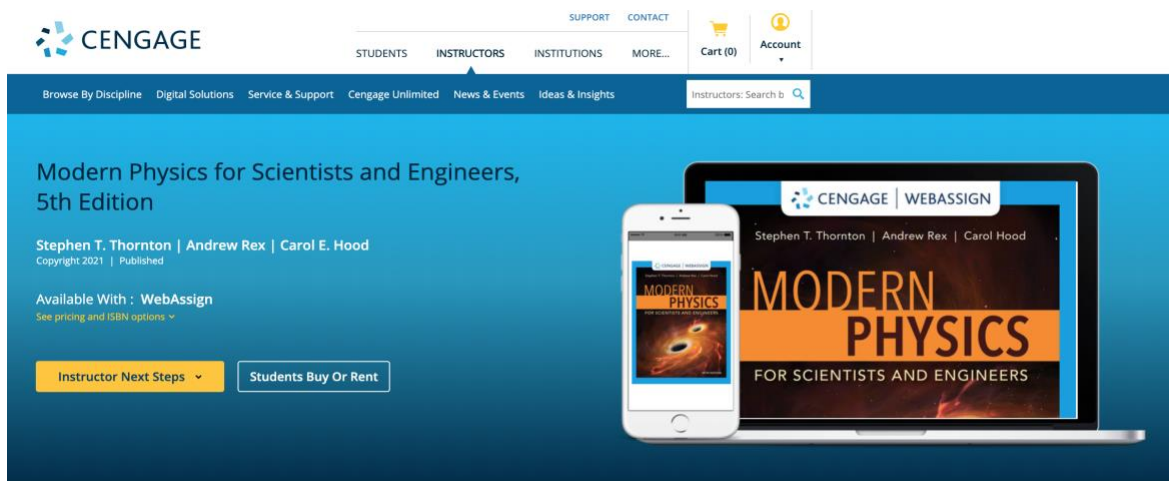 CENGAGE
SUPPORT CONTACT
STUDENTS INSTRUCTORS INSTITUTIONS MORE...
Cart (0)
Account
Browse By Discipline Digital Solutions Service & Support Cengage Unlimited News & Events Ideas & Insights
Instructors: Search b
Modern Physics for Scientists and Engineers,
5th Edition
Stephen T. Thornton | Andrew Rex | Carol E. Hood
Copyright 2021 | Published
Available With : WebAssign
See pricing and ISBN options
Instructor Next Steps
Students Buy Or Rent
MODERN
PHYSICS
FOR SCIENTISTS AND ENGINEERS
CENGAGE | WEBASSIGN
Stephen T. Thornton | Andrew Rex | Carol Hood
MODERN
PHYSICS
FOR SCIENTISTS AND ENGINEERS